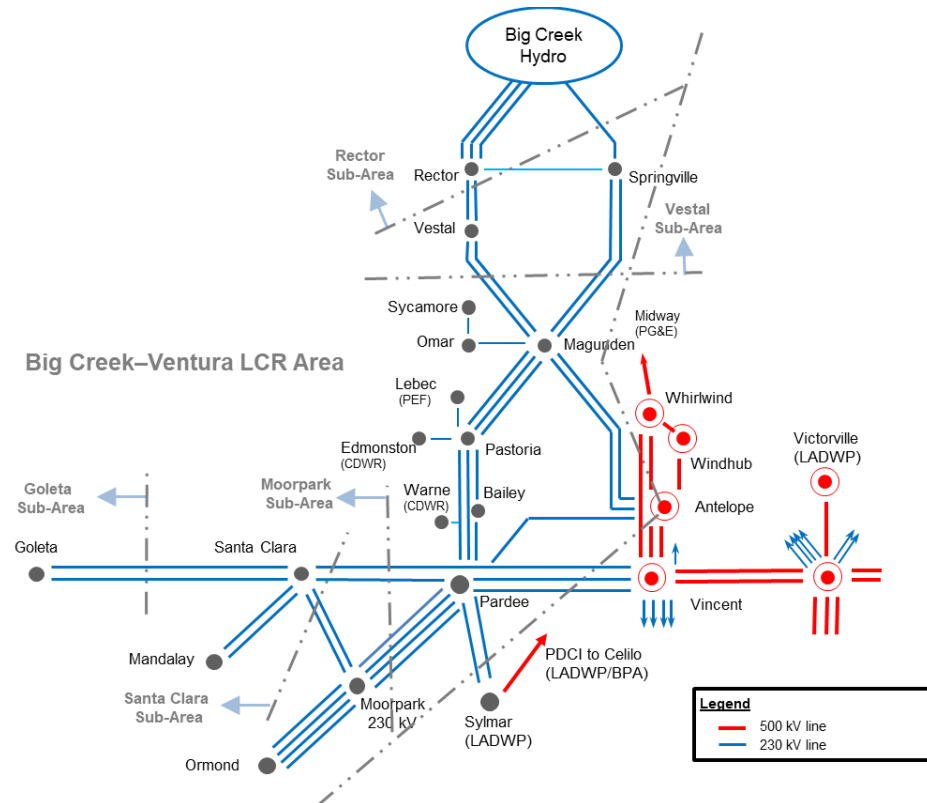 Big Creek
Hydro
Rector
Sub-Area
Rector
Springville
Vestal
Vestal
Sub-Area
Sycamore
Omar
Magunden
Midway
(PG&E)
Big Creek–Ventura LCR Area
Lebec
(PEF)
Whirlwind
Edmonston
(CDWR)
Pastoria
Windhub
Victorville
(LADWP)
Goleta
Sub-Area
Moorpark
Sub-Area
Warne
(CDWR)
Bailey
Antelope
Goleta
Santa Clara
Pardee
Vincent
Mandalay
PDCI to Celilo
(LADWP/BPA)
Santa Clara
Sub-Area
Moorpark
230 kV
Sylmar
(LADWP)
Ormond
Legend
500 kV line
230 kV line